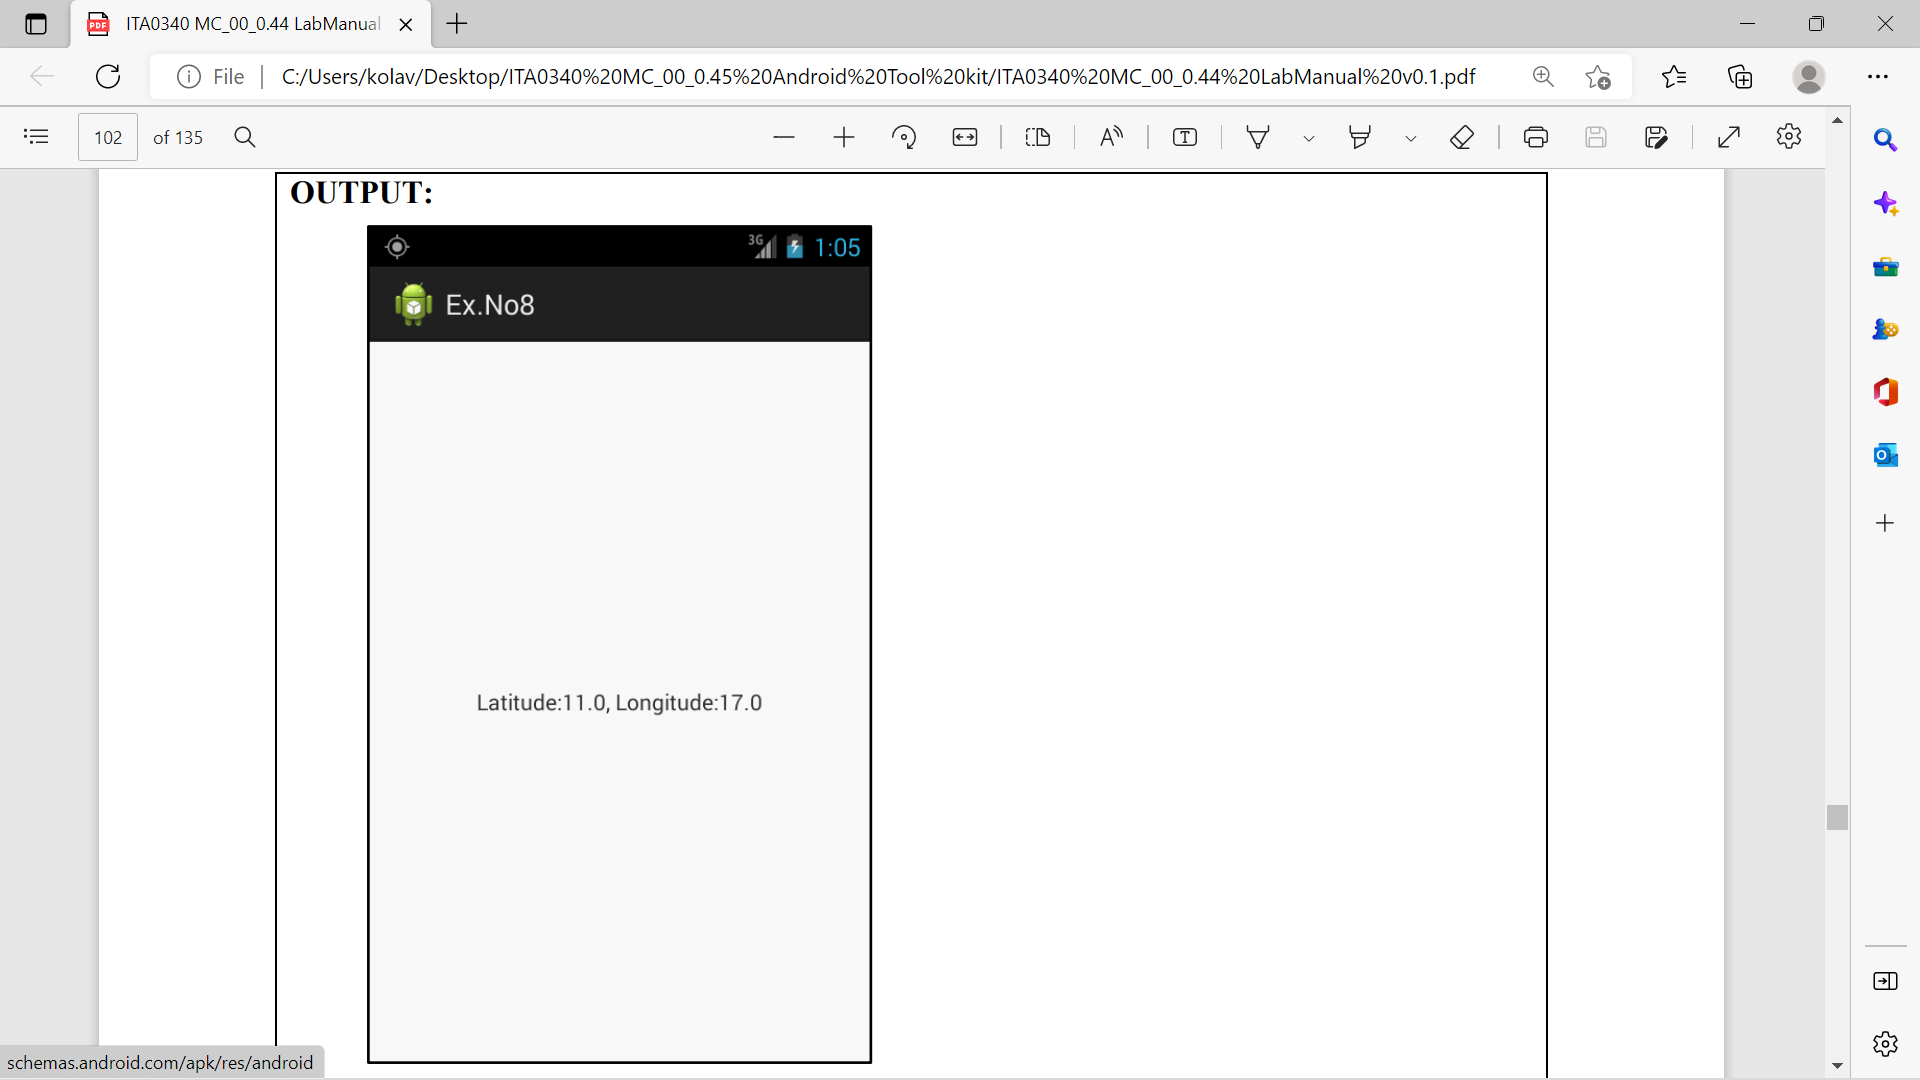 ITA0340 MC_00_0.44 LabManual
File
C:/Users/kolav/Desktop/ITA0340%20MC_00_0.45%20Android%20Tool%20kit/ITA0340%20MC_00_0.44%20LabManual%20v0.1.pdf
102 of 135
OUTPUT:
3G 1:05
Ex.No8
Latitude:11.0, Longitude:17.0
schemas.android.com/apk/res/android